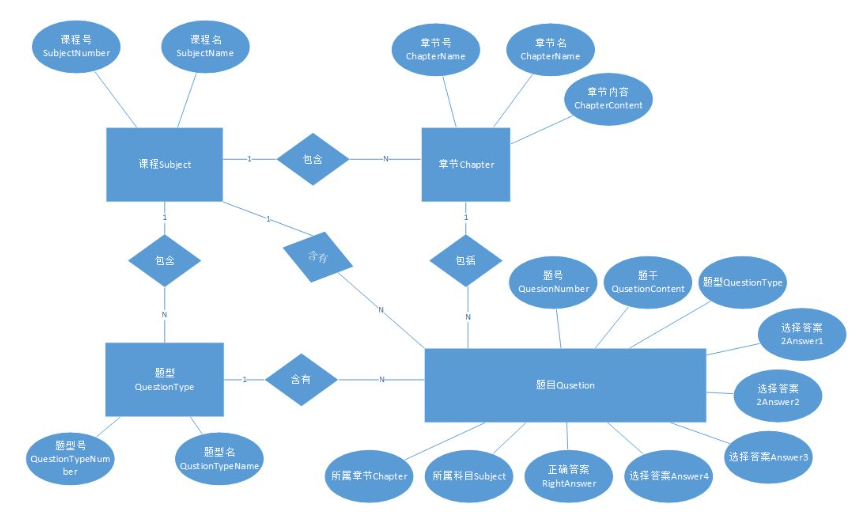 课程号
SubjectNumber
课程名
SubjectName
章节号
ChapterName
章节名
ChapterName
章节内容
ChapterContent
课程Subject
1
包含
N
章节Chapter
1
1
1
包含
含有
包括
题号
QuesionNumber
题干
QusetionContent
题型QuestionType
N
N
N
选择答案
2Answer1
题型
QuestionType
1
含有
N
题目Qusetion
选择答案
2Answer2
题型号
QuestionTypeNum
ber
题型名
QustionTypeName
所属章节Chapter
所属科目Subject
正确答案
RightAnswer
选择答案Answer4
选择答案Answer3